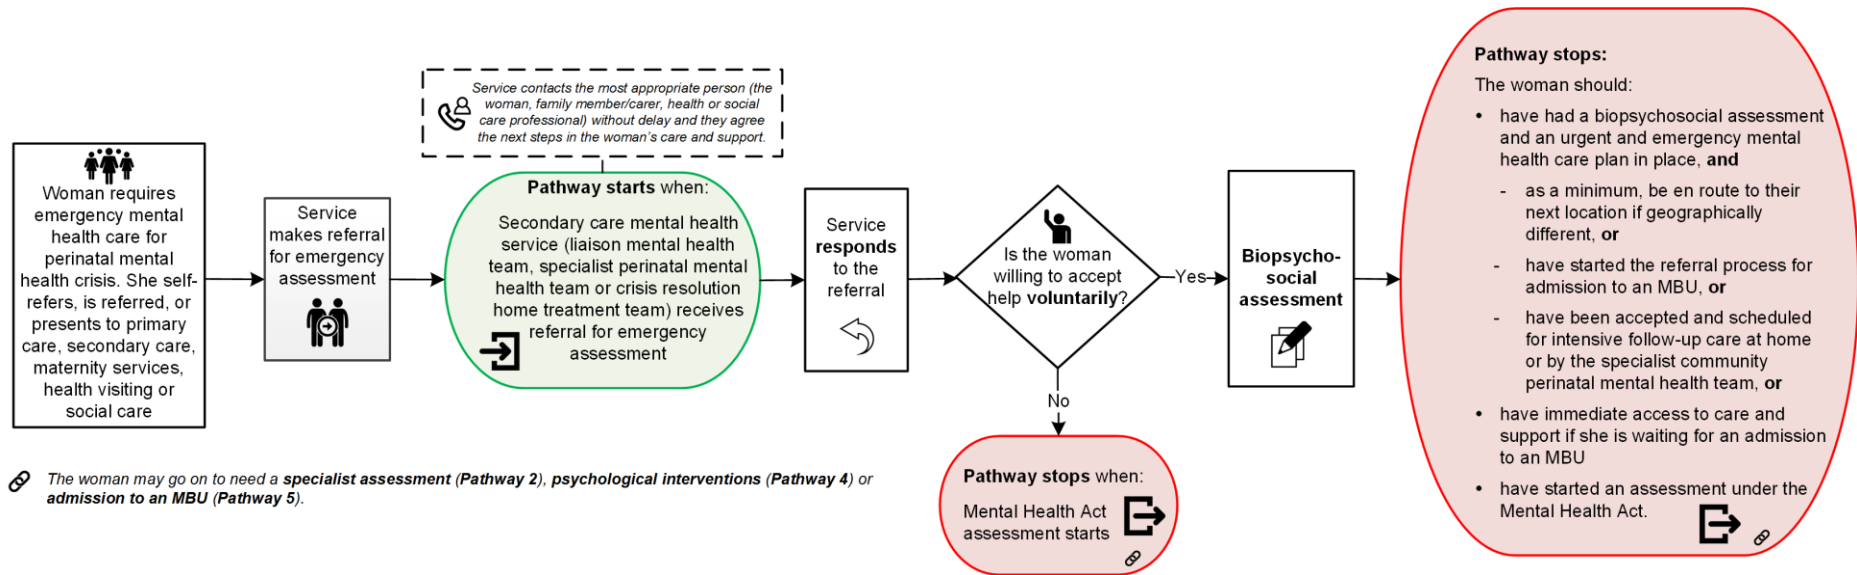 Woman requires
emergency mental
health care for
perinatal mental
health crisis. She self-
refers, is referred, or
presents to primary
care, secondary care,
maternity services,
health visiting or
social care
Service
makes referral
for emergency
assessment
Service contacts the most appropriate person (the
woman, family member/carer, health or social
care professional) without delay and they agree
the next steps in the woman's care and support.
Pathway starts when:
Secondary care mental health
service (liaison mental health
team, specialist perinatal mental
health team or crisis resolution
home treatment team) receives
referral for emergency
assessment
Service
responds
to the
referral
Is the woman
willing to accept
help voluntarily?
Yes
No
Pathway stops when:
Mental Health Act
assessment starts
Biopsycho-
social
assessment
Pathway stops:
The woman should:
• have had a biopsychosocial assessment
and an urgent and emergency mental
health care plan in place, and
- as a minimum, be en route to their
next location if geographically
different, or
- have started the referral process for
admission to an MBU, or
- have been accepted and scheduled
for intensive follow-up care at home
or by the specialist community
perinatal mental health team, or
• have immediate access to care and
support if she is waiting for an admission
to an MBU
• have started an assessment under the
Mental Health Act.
The woman may go on to need a specialist assessment (Pathway 2), psychological interventions (Pathway 4) or
admission to an MBU (Pathway 5).